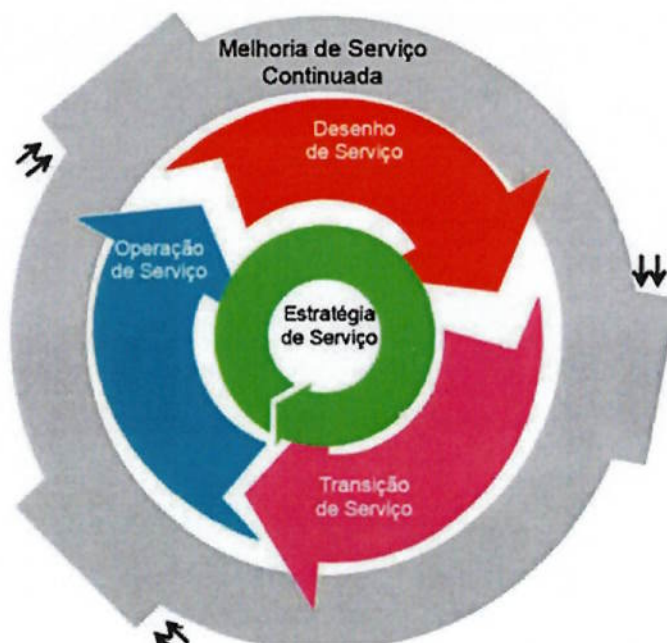 Melhoria de Serviço
Continuada
Desenho
de Serviço
Operação
de Serviço
Estratégia
de Serviço
Transição
de Serviço